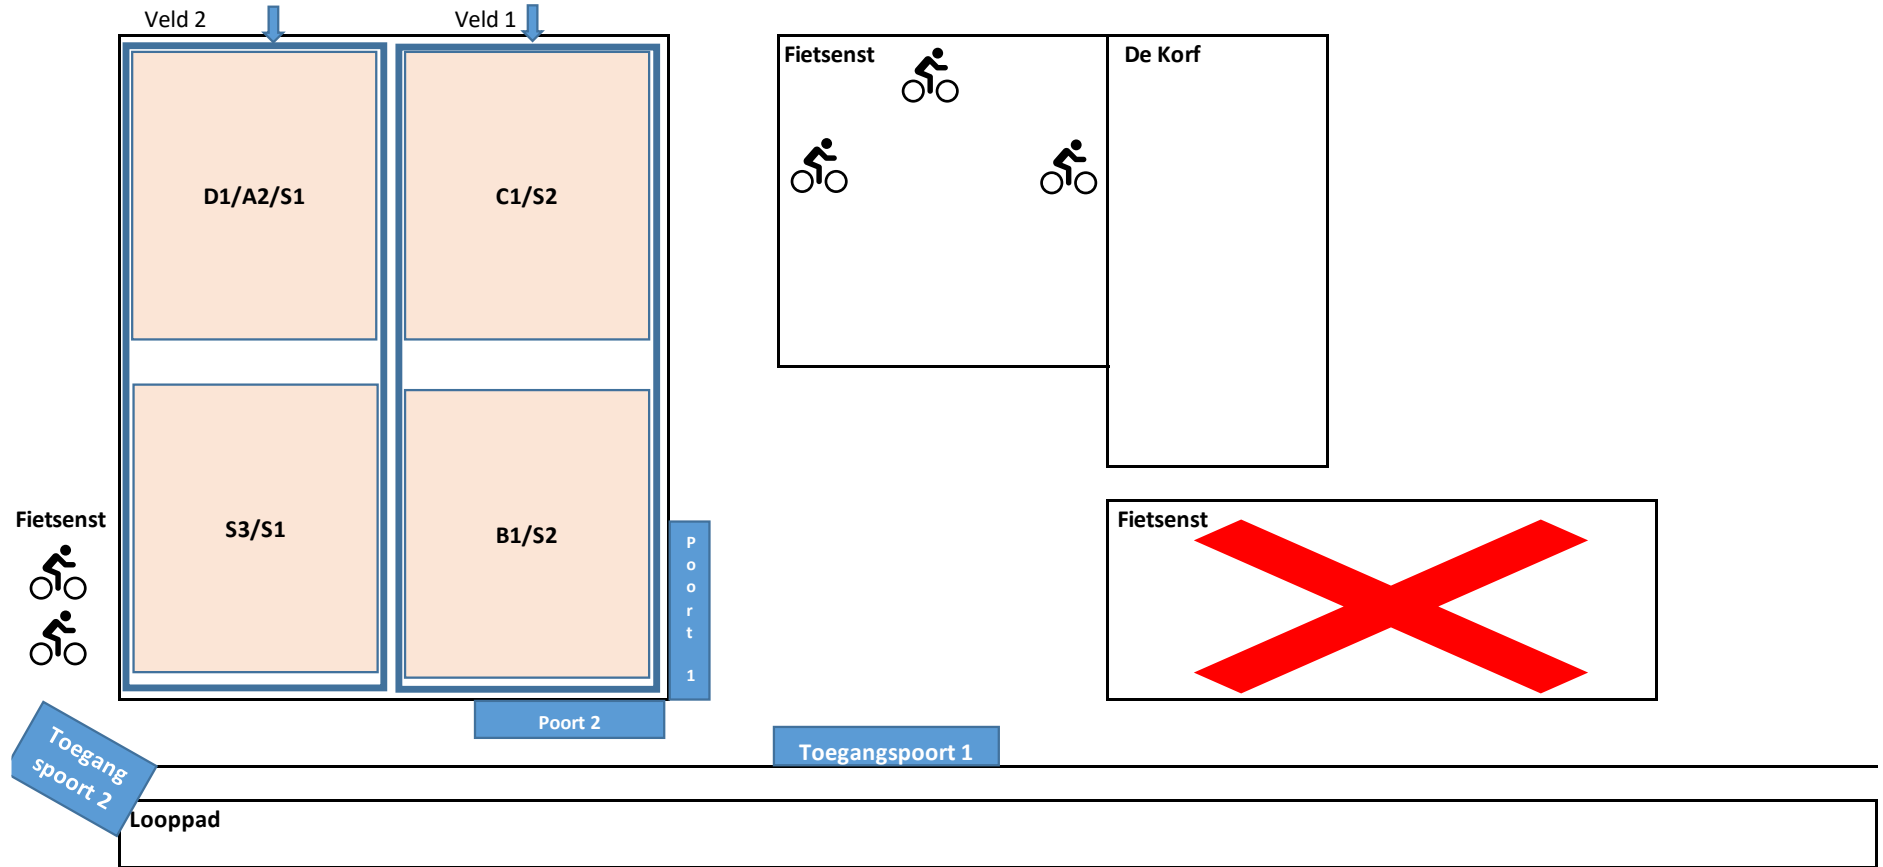 Veld 2
Veld 1
Fietsenst
De Korf
D1/A2/S1
C1/S2
Fietsenst
S3/S1
B1/S2
Fietsenst
Poort 1
Poort 2
Toegang
spoort 2
Toegangspoort 1
Looppad